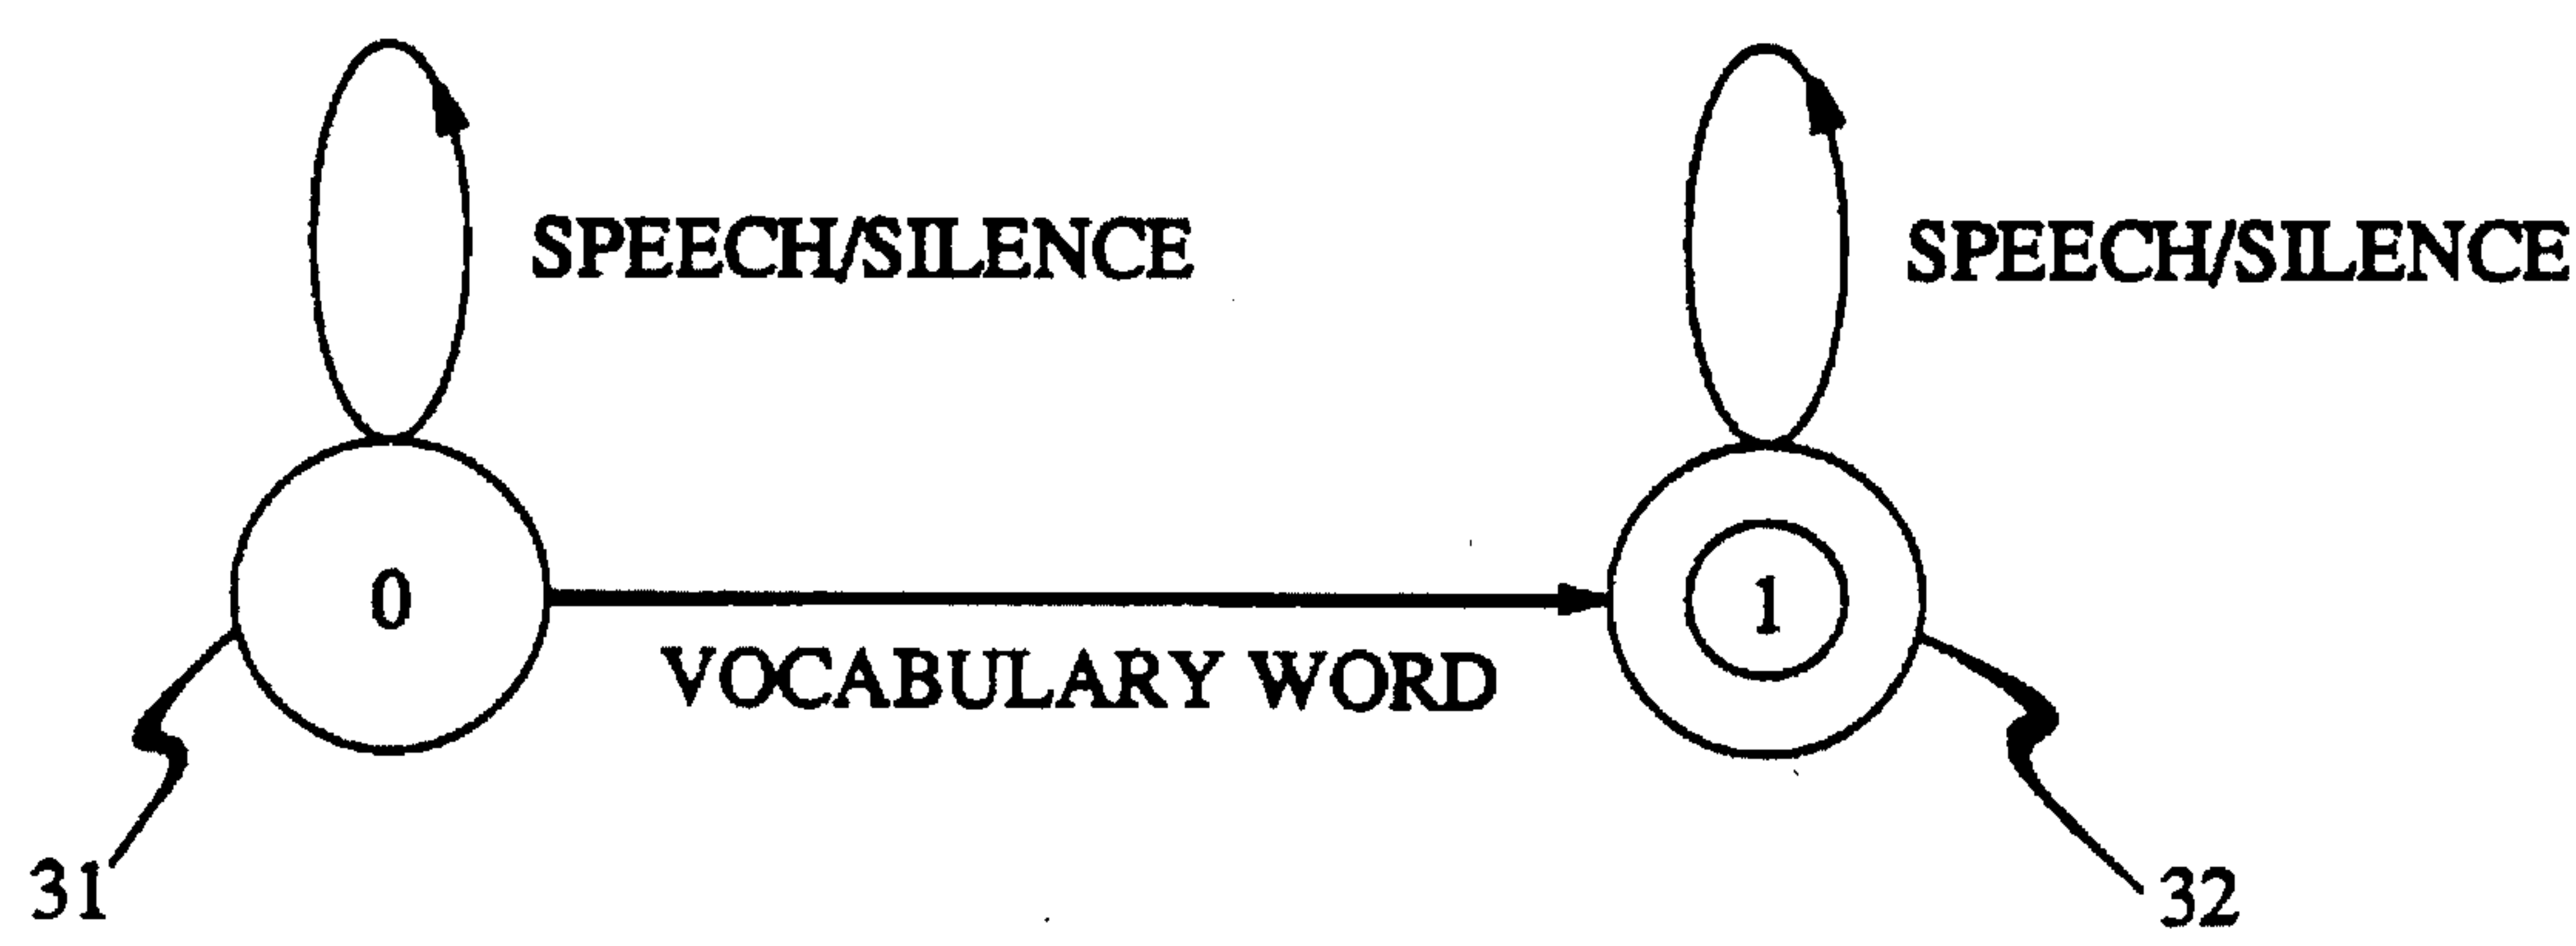 SPEECH/SILENCE
SPEECH/SILENCE
0
1
VOCABULARY WORD
31
32